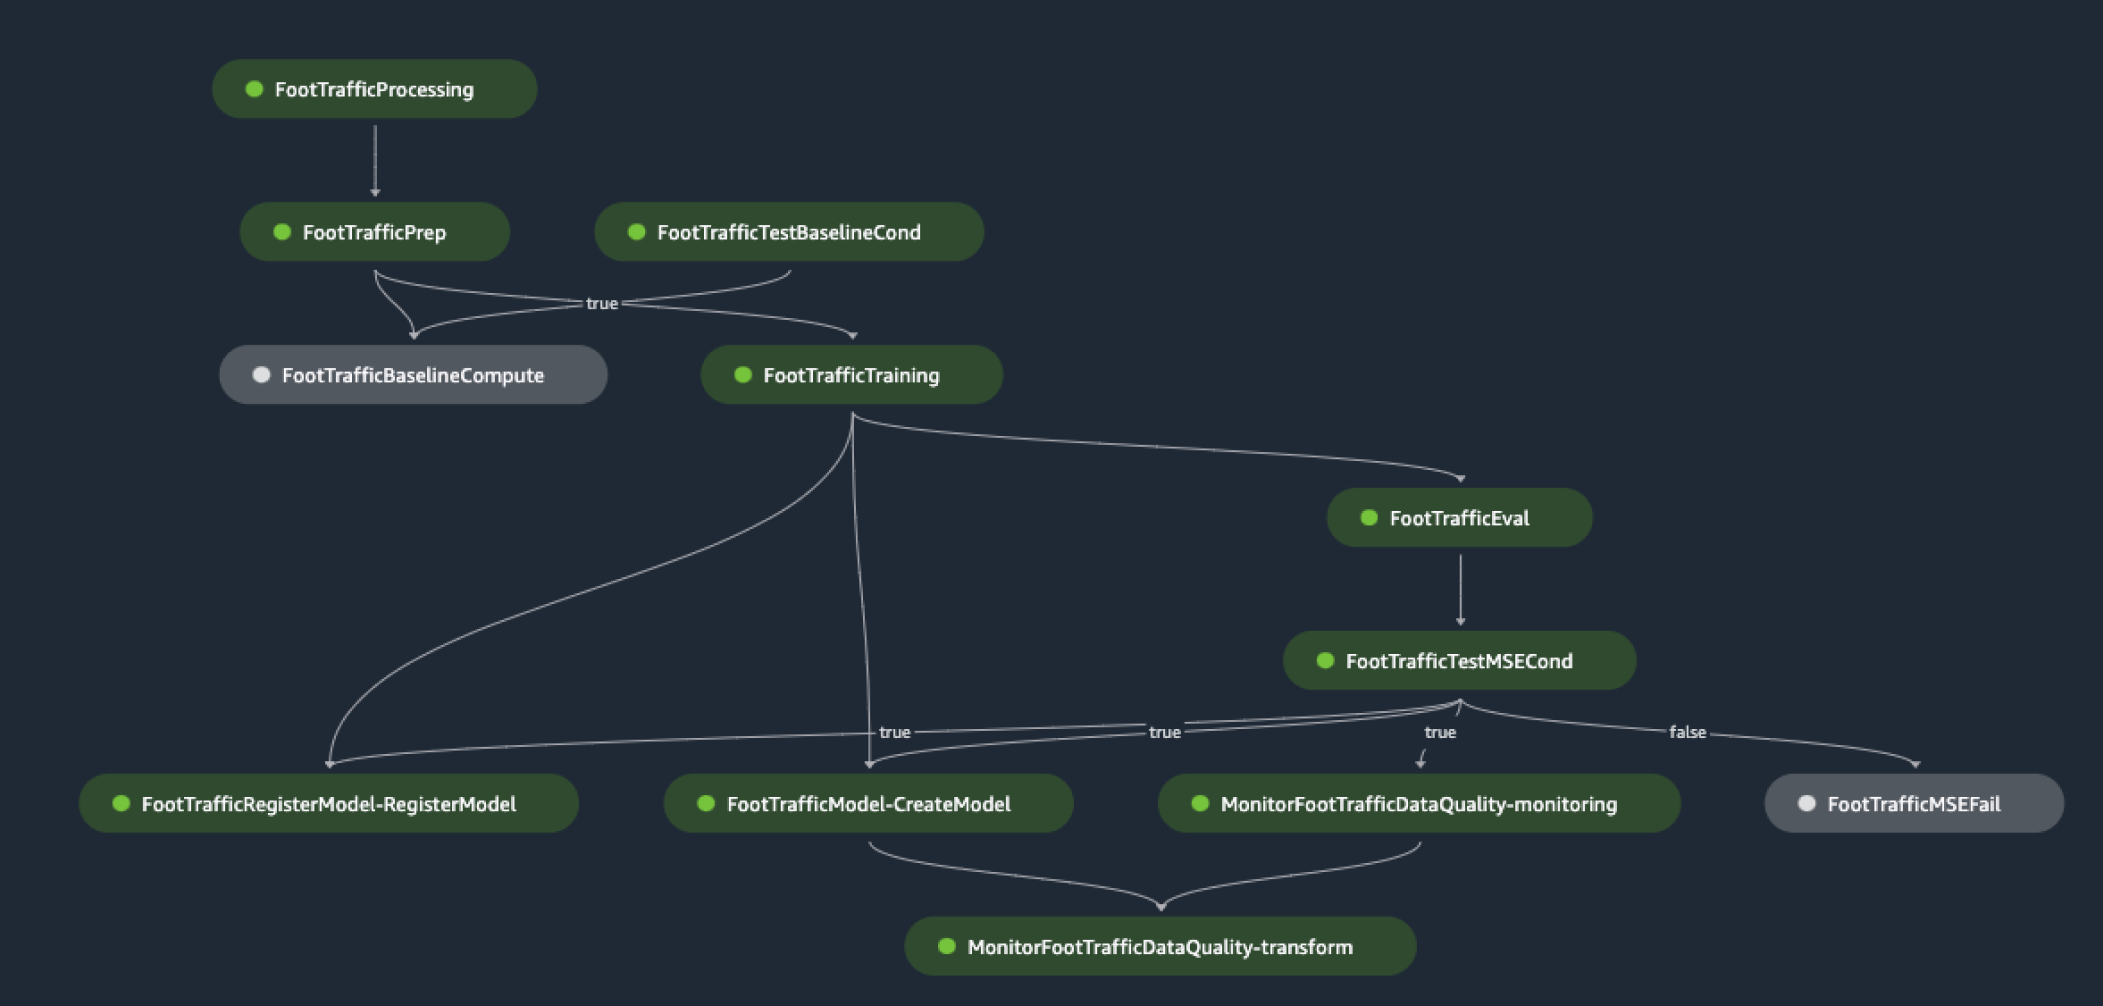 FootTrafficProcessing
FootTrafficPrep
FootTrafficTestBaselineCond
true
FootTrafficBaselineCompute
FootTrafficTraining
FootTrafficEval
FootTrafficTestMSECond
true
true
true
false
FootTrafficRegisterModel-RegisterModel
FootTrafficModel-CreateModel
MonitorFootTrafficDataQuality-monitoring
FootTrafficMSEFail
MonitorFootTrafficDataQuality-transform